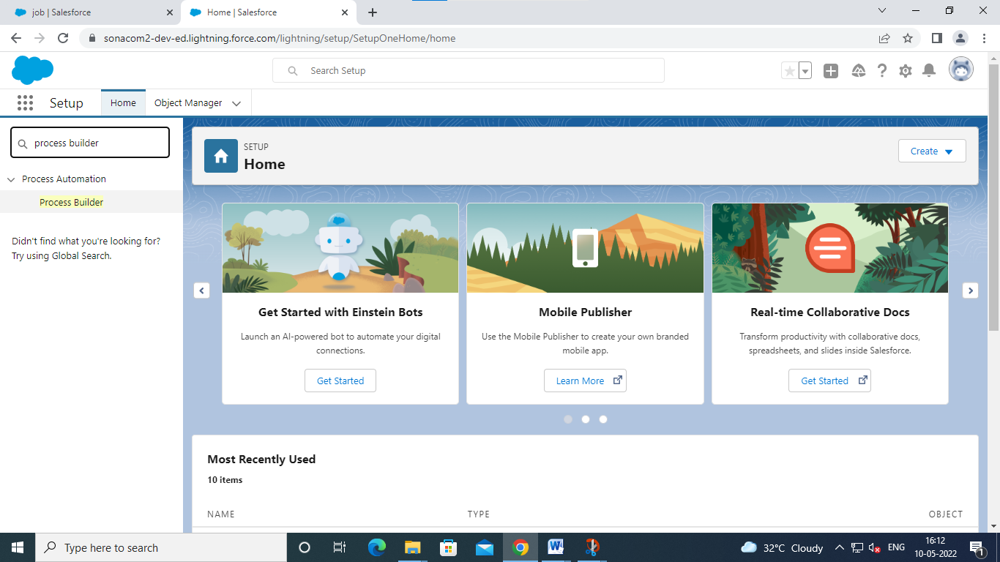 job | Salesforce
Home | Salesforce
sonacom2-dev-ed.lightning.force.com/lightning/setup/SetupOneHome/home
Search Setup
Setup
Home
Object Manager
process builder
Process Automation
Process Builder
Didn't find what you're looking for?
Try using Global Search.
SETUP
Home
Create
Get Started with Einstein Bots
Launch an AI-powered bot to automate your digital
connections.
Get Started
Mobile Publisher
Use the Mobile Publisher to create your own branded
mobile app.
Learn More
Real-time Collaborative Docs
Transform productivity with collaborative docs,
spreadsheets, and slides inside Salesforce.
Get Started
Most Recently Used
10 items
NAME
TYPE
OBJECT
Type here to search
32°C Cloudy
ENG
16:12
10-05-2022
1